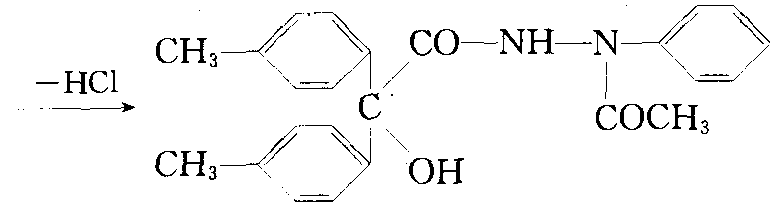 CH₃ CO—NH—N
−HCl
C COCH₃
CH₃ OH